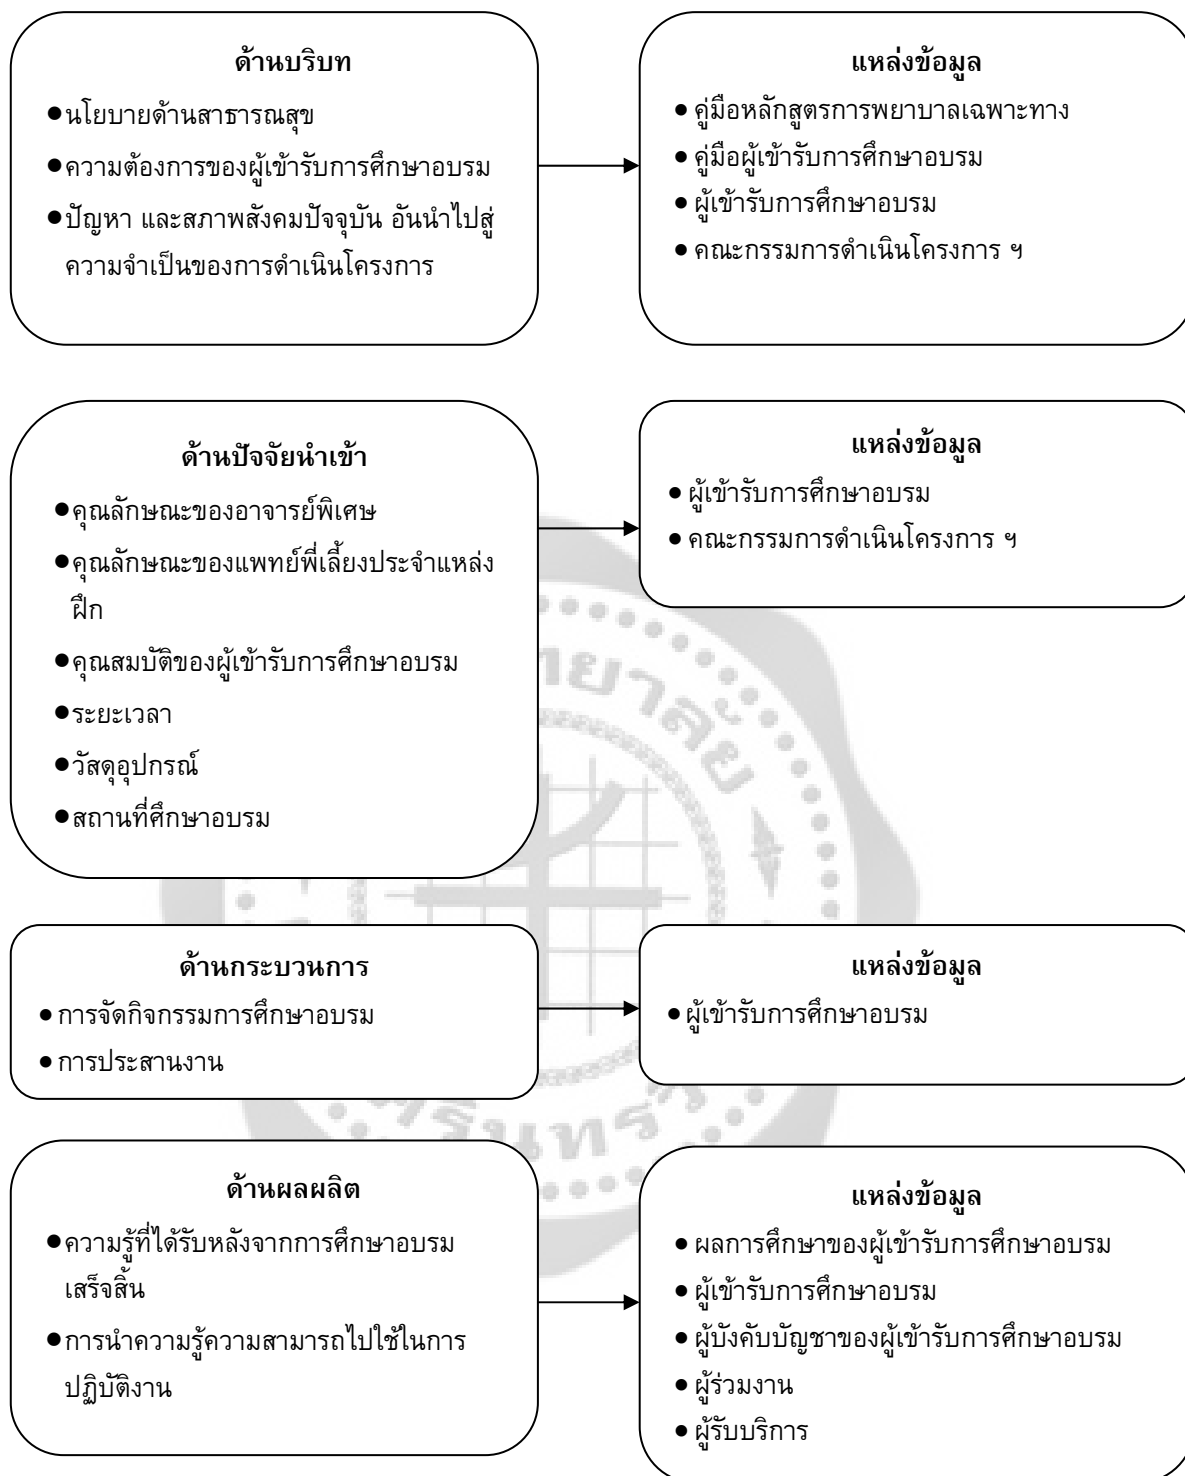 ด้านบริบท
●นโยบายด้านสาธารณสุข
●ความต้องการของผู้เข้ารับการศึกษาอบรม
●ปัญหา และสภาพสังคมปัจจุบัน อันนำไปสู่
ความจำเป็นของการดำเนินโครงการ
แหล่งข้อมูล
● คู่มือหลักสูตรการพยาบาลเฉพาะทาง
● คู่มือผู้เข้ารับการศึกษาอบรม
● ผู้เข้ารับการศึกษาอบรม
● คณะกรรมการดำเนินโครงการ ฯ
ด้านปัจจัยนำเข้า
●คุณลักษณะของอาจารย์พิเศษ
●คุณลักษณะของแพทย์พี่เลี้ยงประจำแหล่ง
ฝึก
●คุณสมบัติของผู้เข้ารับการศึกษาอบรม
●ระยะเวลา
●วัสดุอุปกรณ์
●สถานที่ศึกษาอบรม
แหล่งข้อมูล
● ผู้เข้ารับการศึกษาอบรม
● คณะกรรมการดำเนินโครงการ ฯ
ด้านกระบวนการ
● การจัดกิจกรรมการศึกษาอบรม
● การประสานงาน
แหล่งข้อมูล
● ผู้เข้ารับการศึกษาอบรม
ด้านผลผลิต
●ความรู้ที่ได้รับหลังจากการศึกษาอบรม
เสร็จสิ้น
●การนำความรู้ความสามารถไปใช้ในการ
ปฏิบัติงาน
แหล่งข้อมูล
● ผลการศึกษาของผู้เข้ารับการศึกษาอบรม
● ผู้เข้ารับการศึกษาอบรม
● ผู้บังคับบัญชาของผู้เข้ารับการศึกษาอบรม
● ผู้ร่วมงาน
● ผู้รับบริการ